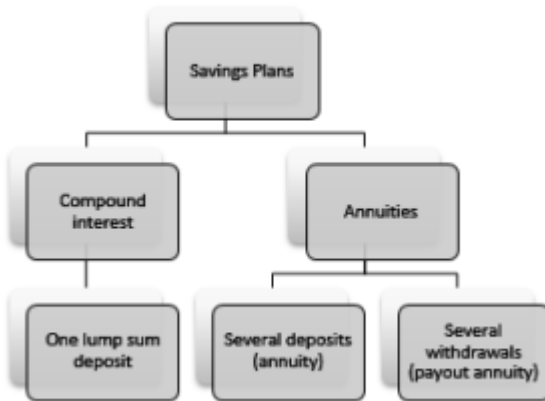 Savings Plans
Compound
interest
Annuities
One lump sum
deposit
Several deposits
(annuity)
Several
withdrawals
(payout annuity)